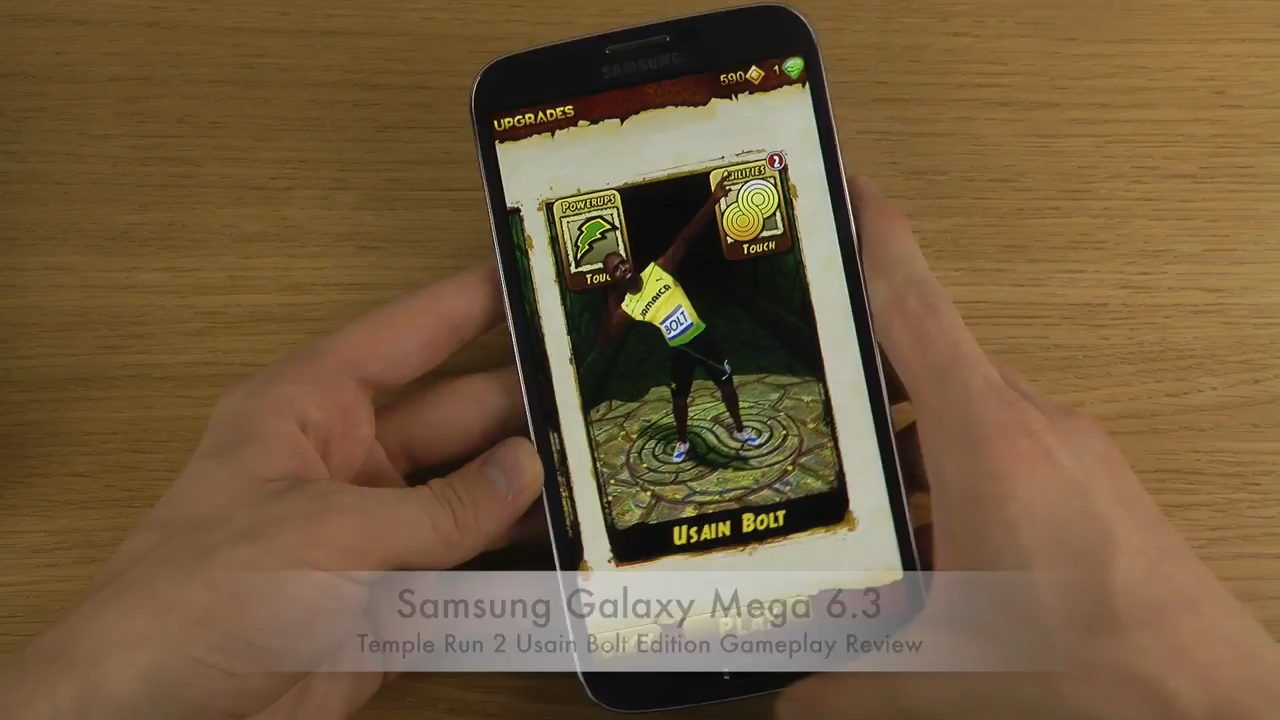 SAMSUNG
590 1
UPGRADES
2
POWERUPS
ABILITIES
TOUCH
JAMAICA
BOLT
USAIN BOLT
Samsung Galaxy Mega 6.3
Temple Run 2 Usain Bolt Edition Gameplay Review